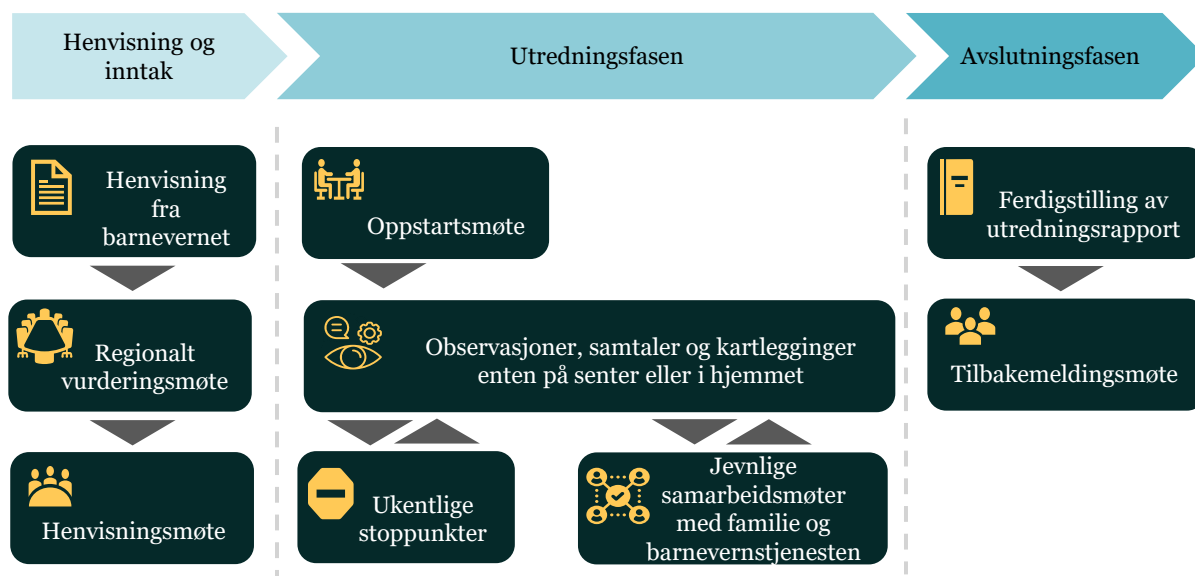 Henvisning og
inntak
Utredningsfasen
Avslutningsfasen
Henvisning
fra
barnevernet
Regionalt
vurderingsmøte
Henvisningsmøte
Oppstartsmøte
Observasjoner, samtaler og kartlegginger
enten på senter eller i hjemmet
Ukentlige
stoppunkter
Jevnlige
samarbeidsmøter
med familie og
barnevernstjenesten
Ferdigstilling av
utredningsrapport
Tilbakemeldingsmøte